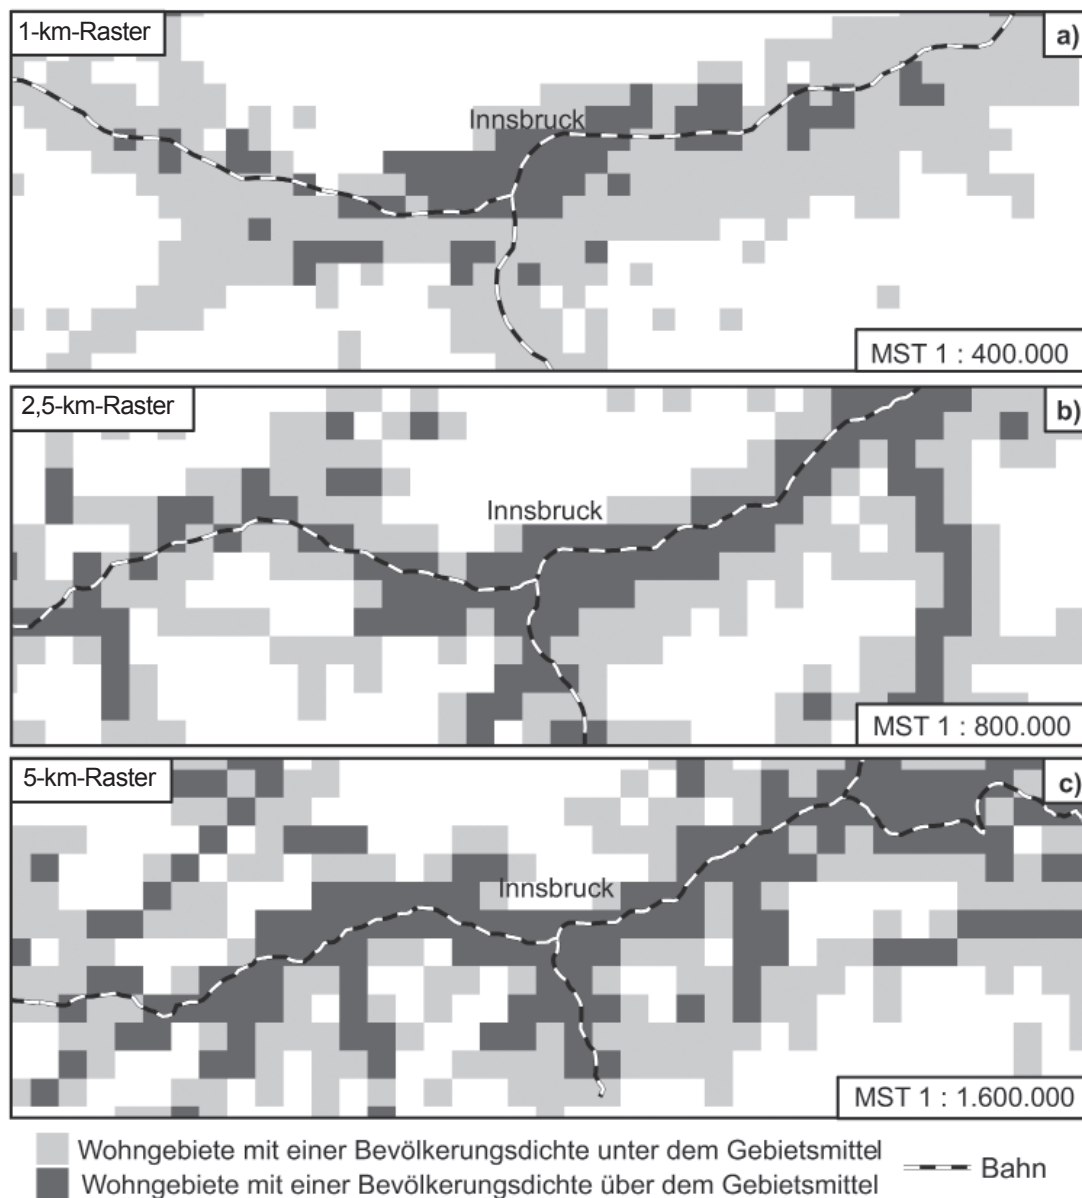 1-km-Raster
a)
Innsbruck
MST 1 : 400.000
2,5-km-Raster
b)
Innsbruck
MST 1 : 800.000
5-km-Raster
c)
Innsbruck
MST 1 : 1.600.000
Wohngebiete mit einer Bevölkerungsdichte unter dem Gebietsmittel
Wohngebiete mit einer Bevölkerungsdichte über dem Gebietsmittel
Bahn